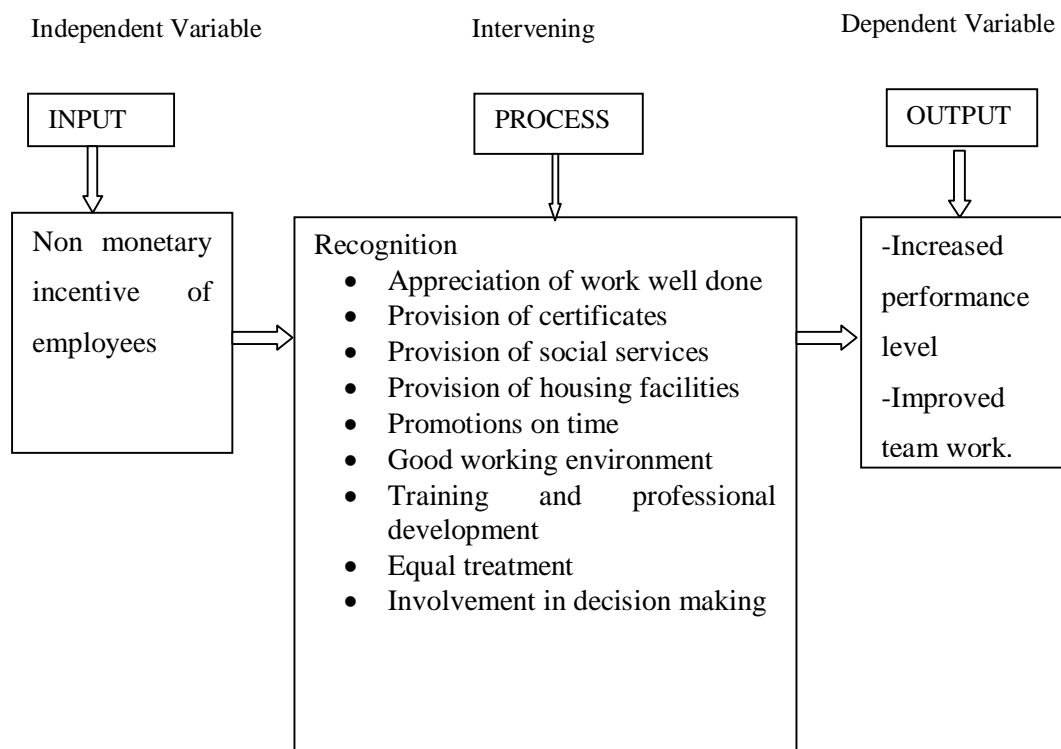 Independent Variable
Intervening
Dependent Variable
INPUT
PROCESS
OUTPUT
Non monetary
incentive of
employees
Recognition
• Appreciation of work well done
• Provision of certificates
• Provision of social services
• Provision of housing facilities
• Promotions on time
• Good working environment
• Training and professional
development
• Equal treatment
• Involvement in decision making
-Increased
performance
level
-Improved
team work.